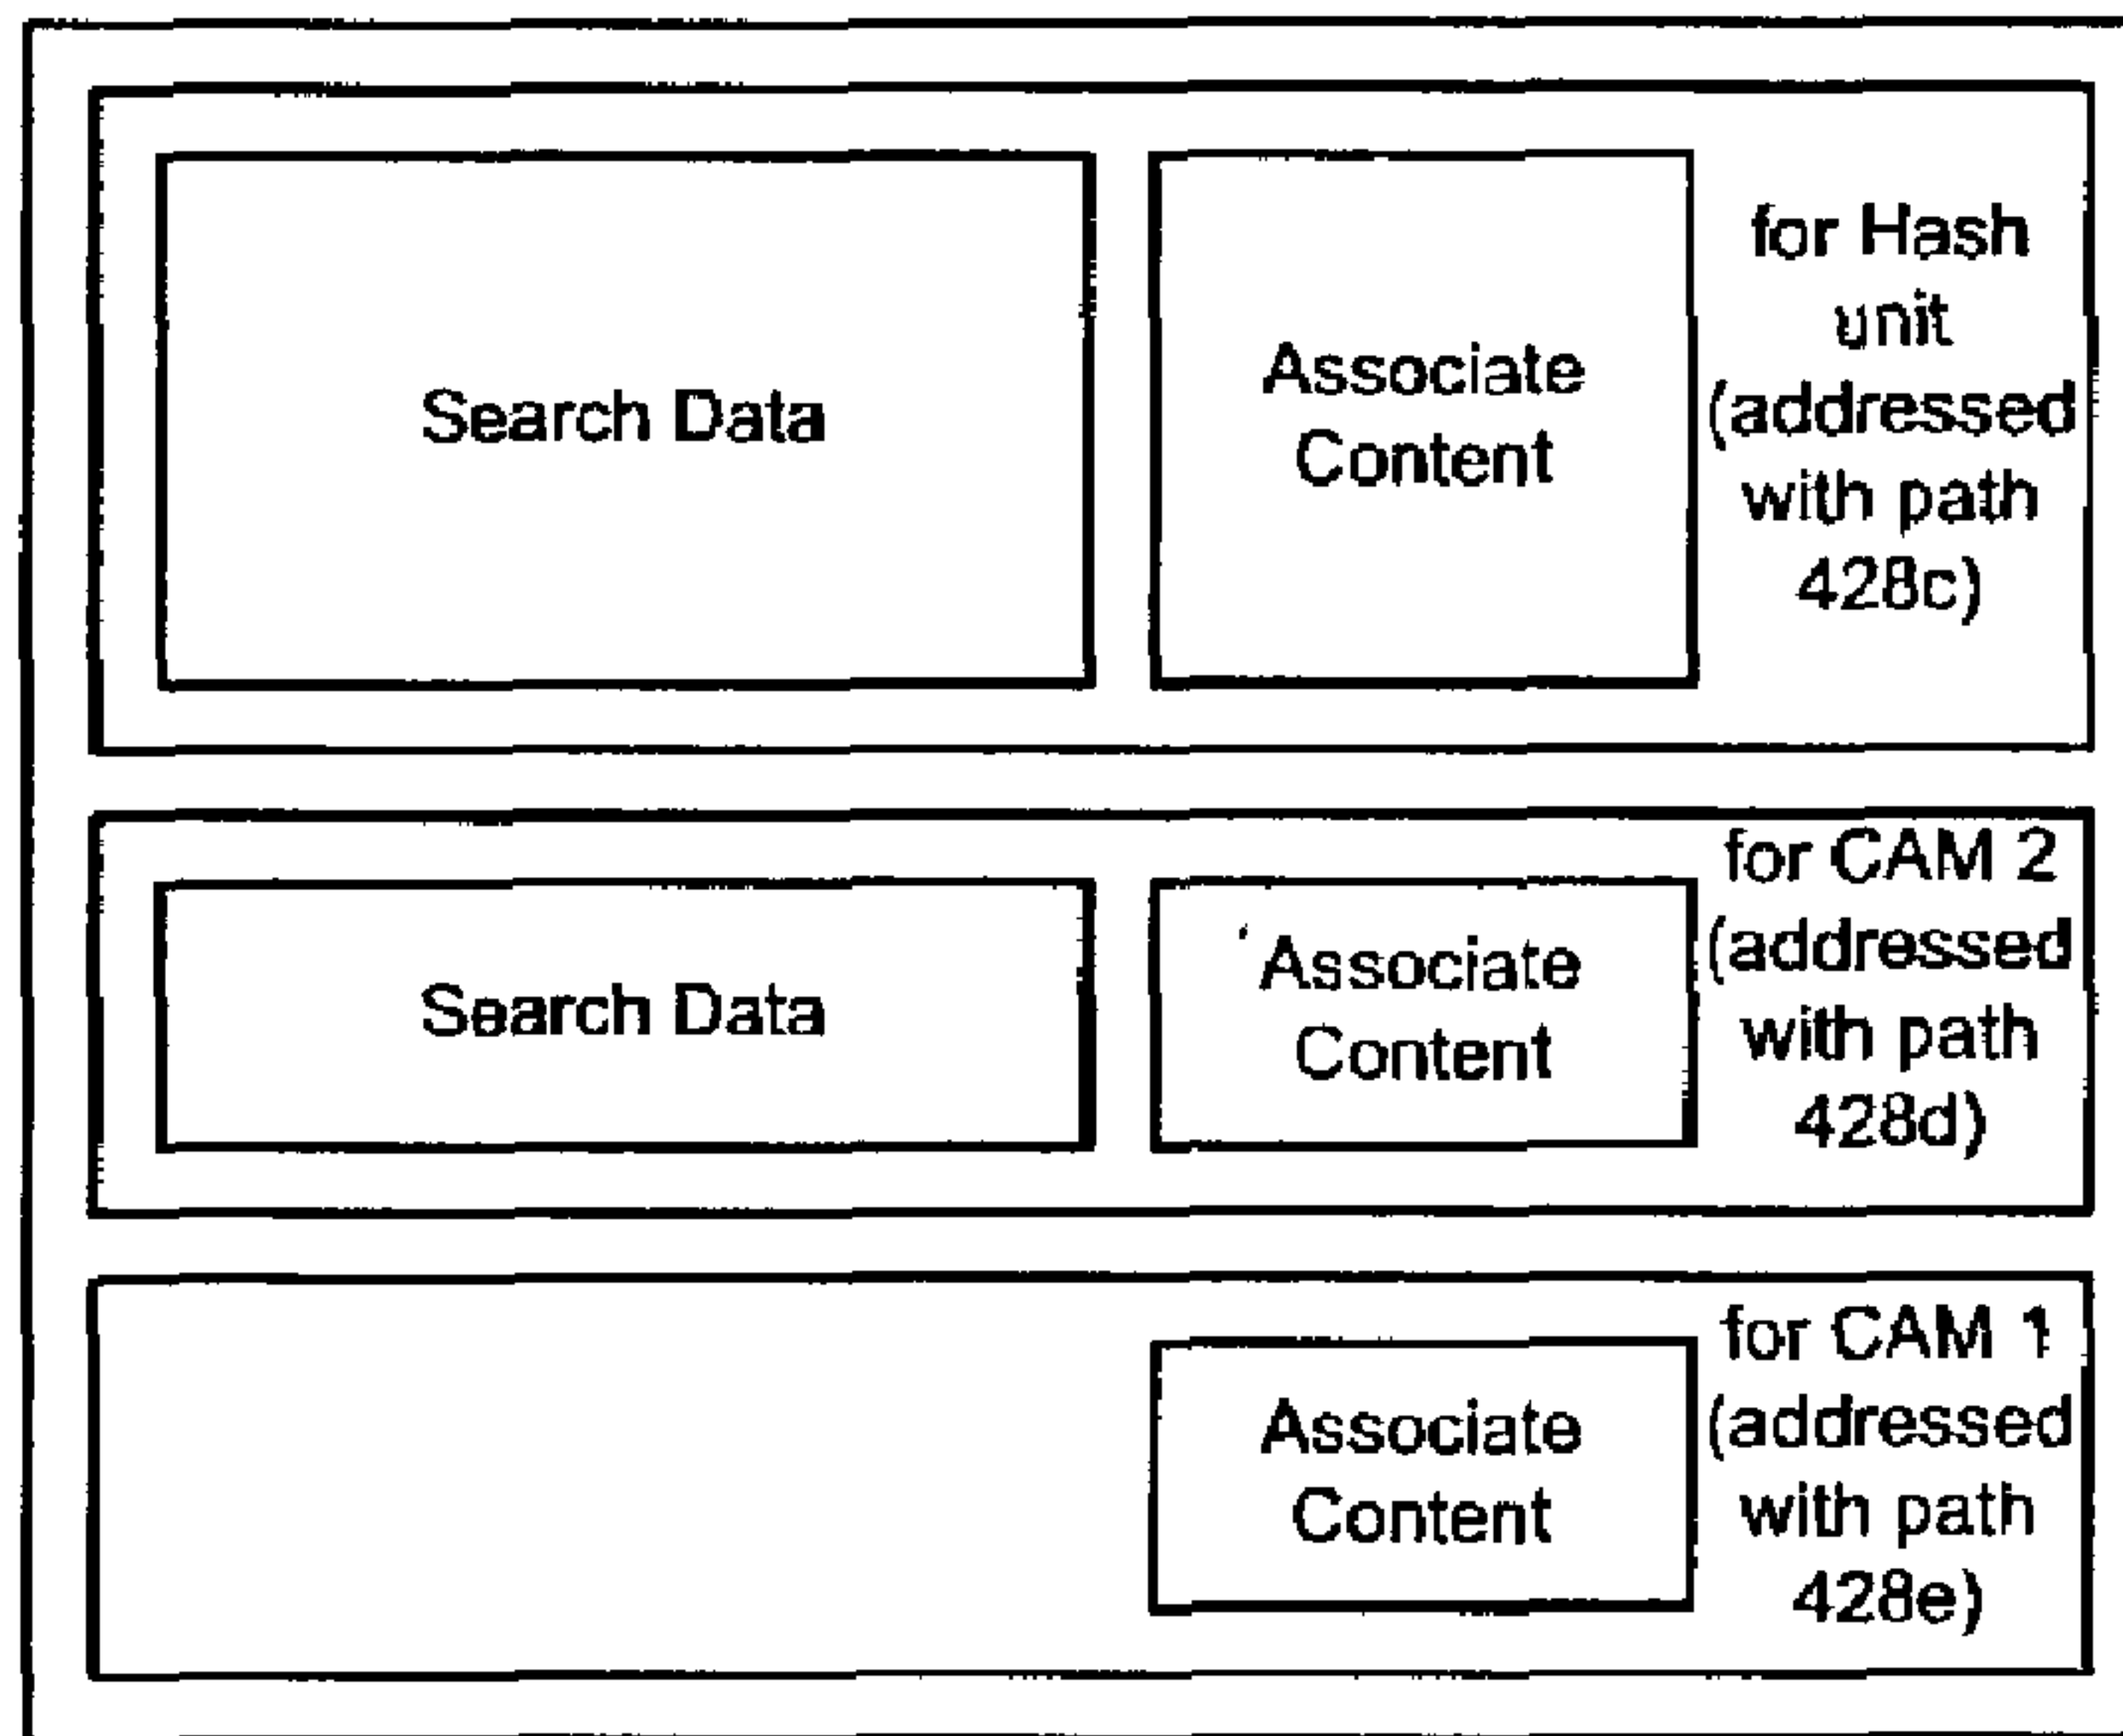 Search Data
Associate
Content
for Hash
unit
(addressed
with path
428c)
Search Data
Associate
Content
for CAM 2
(addressed
with path
428d)
Associate
Content
for CAM 1
(addressed
with path
428e)